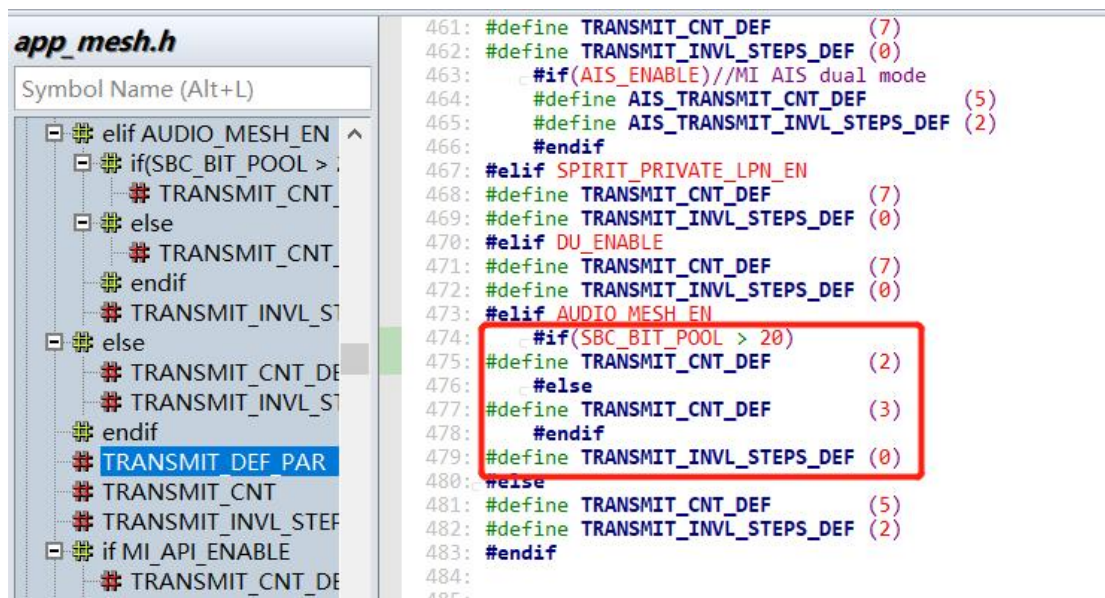 app_mesh.h
Symbol Name (Alt+L)
elif AUDIO_MESH_EN
if(SBC_BIT_POOL >
TRANSMIT_CNT_
else
TRANSMIT_CNT_
endif
TRANSMIT_INVL_ST
else
TRANSMIT_CNT_DE
TRANSMIT_INVL_ST
endif
TRANSMIT_DEF_PAR
TRANSMIT_CNT
TRANSMIT_INVL_STEP
if MI_API_ENABLE
TRANSMIT_CNT_DE
461: #define TRANSMIT_CNT_DEF (7)
462: #define TRANSMIT_INVL_STEPS_DEF (0)
463: #if(AIS_ENABLE)//MI AIS dual mode
464: #define AIS_TRANSMIT_CNT_DEF (5)
465: #define AIS_TRANSMIT_INVL_STEPS_DEF (2)
466: #endif
467: #elif SPIRIT_PRIVATE_LPN_EN
468: #define TRANSMIT_CNT_DEF (7)
469: #define TRANSMIT_INVL_STEPS_DEF (0)
470: #elif DU_ENABLE
471: #define TRANSMIT_CNT_DEF (7)
472: #define TRANSMIT_INVL_STEPS_DEF (0)
473: #elif AUDIO_MESH_EN
474: #if(SBC_BIT_POOL > 20)
475: #define TRANSMIT_CNT_DEF (2)
476: #else
477: #define TRANSMIT_CNT_DEF (3)
478: #endif
479: #define TRANSMIT_INVL_STEPS_DEF (0)
480: #else
481: #define TRANSMIT_CNT_DEF (5)
482: #define TRANSMIT_INVL_STEPS_DEF (2)
483: #endif
484: